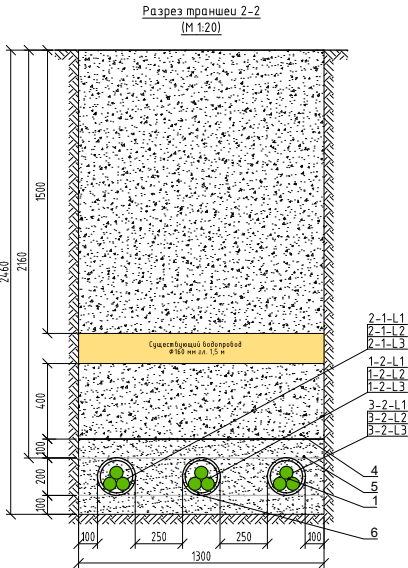 Разрез траншеи 2-2
(М 1:20)
2460
2160
1500
Существующий водопровод
Ф160 мм гл. 1,5 м
400
100
200
100
2-1-L1
2-1-L2
2-1-L3
1-2-L1
1-2-L2
1-2-L3
3-2-L1
3-2-L2
3-2-L3
4
5
1
6
100
250
250
100
1300